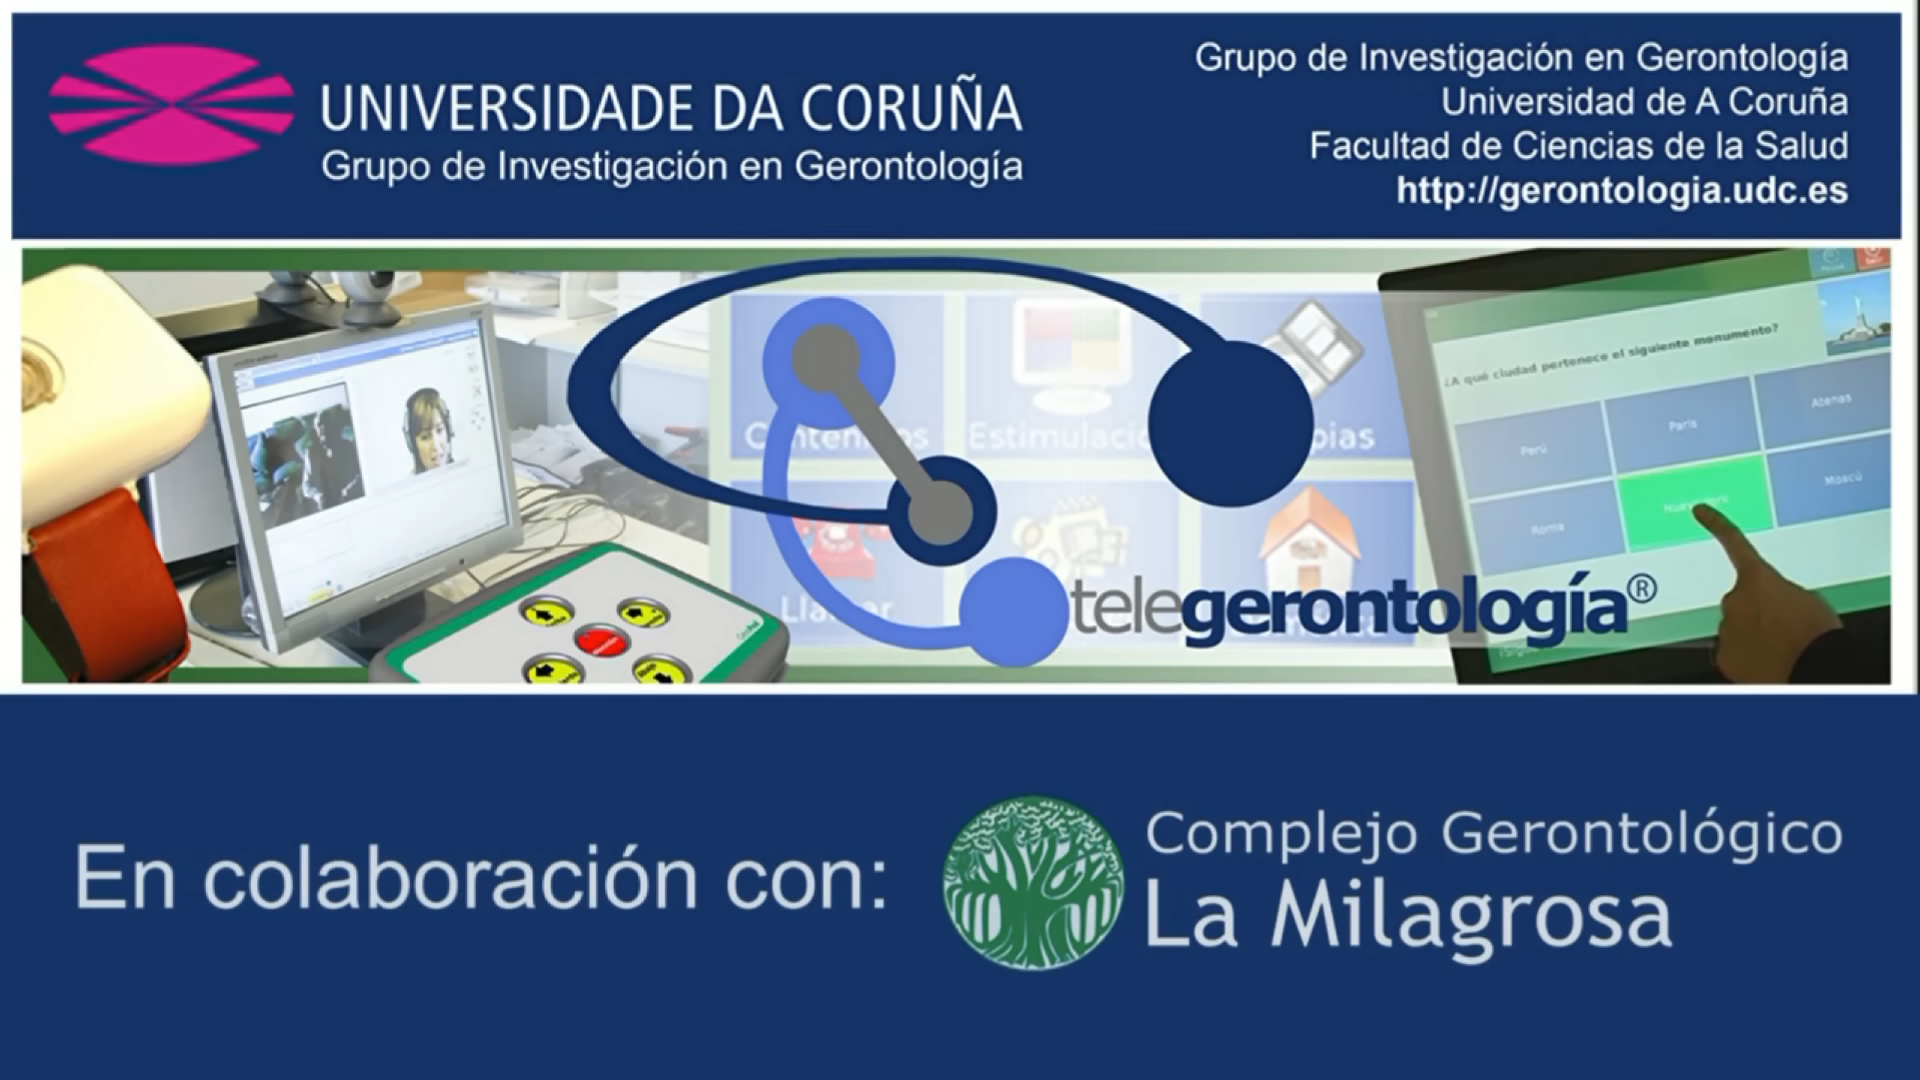 UNIVERSIDADE DA CORUÑA
Grupo de Investigación en Gerontología
Grupo de Investigación en Gerontología
Universidad de A Coruña
Facultad de Ciencias de la Salud
http://gerontologia.udc.es
¿A qué ciudad pertenece el siguiente monumento?
Perú
París
Atenas
Roma
Moscú
telegerontología®
En colaboración con:
Complejo Gerontológico
La Milagrosa